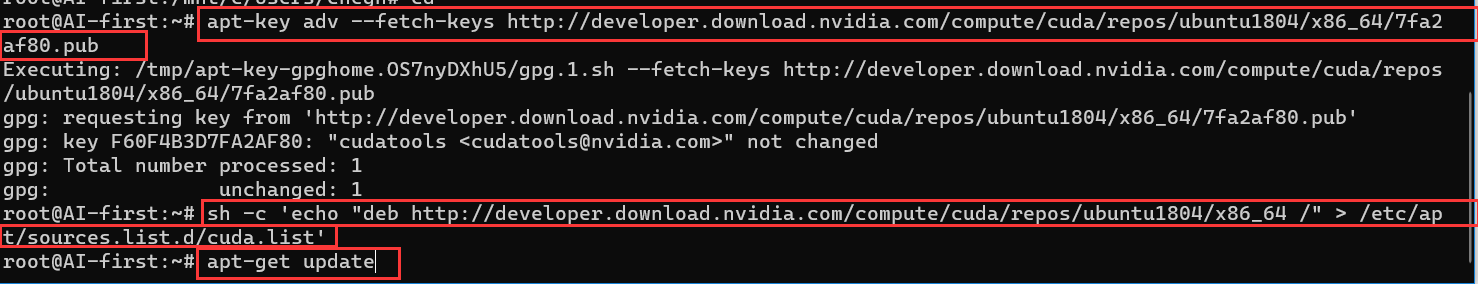 root@AI-first:/mnt/c/Users/chegn# cd
root@AI-first:~# apt-key adv --fetch-keys http://developer.download.nvidia.com/compute/cuda/repos/ubuntu1804/x86_64/7fa2
af80.pub
Executing: /tmp/apt-key-gpghome.OS7nyDXhU5/gpg.1.sh --fetch-keys http://developer.download.nvidia.com/compute/cuda/repos
/ubuntu1804/x86_64/7fa2af80.pub
gpg: requesting key from 'http://developer.download.nvidia.com/compute/cuda/repos/ubuntu1804/x86_64/7fa2af80.pub'
gpg: key F60F4B3D7FA2AF80: "cudatools <cudatools@nvidia.com>" not changed
gpg: Total number processed: 1
gpg:              unchanged: 1
root@AI-first:~# sh -c 'echo "deb http://developer.download.nvidia.com/compute/cuda/repos/ubuntu1804/x86_64 /" > /etc/ap
t/sources.list.d/cuda.list'
root@AI-first:~# apt-get update